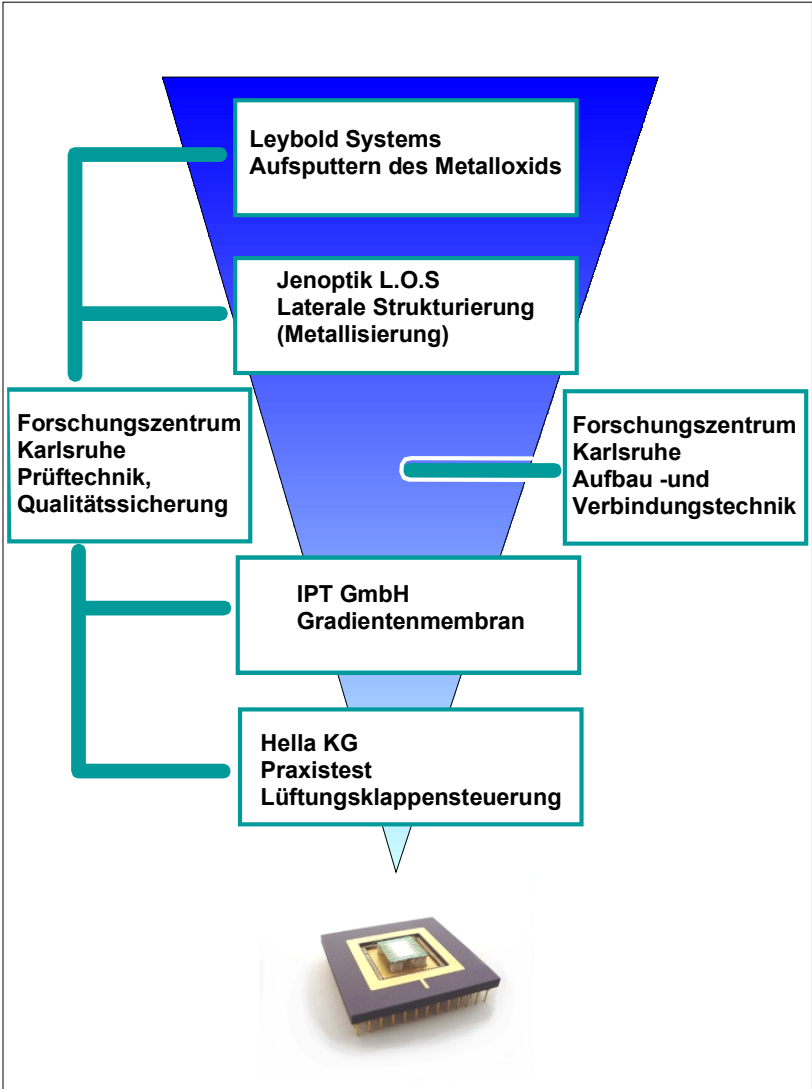 Leybold Systems
Aufsputtern des Metalloxids
Jenoptik L.O.S
Laterale Strukturierung
(Metallisierung)
Forschungszentrum
Karlsruhe
Prüftechnik,
Qualitätssicherung
Forschungszentrum
Karlsruhe
Aufbau -und
Verbindungstechnik
IPT GmbH
Gradientenmembran
Hella KG
Praxistest
Lüftungsklappensteuerung